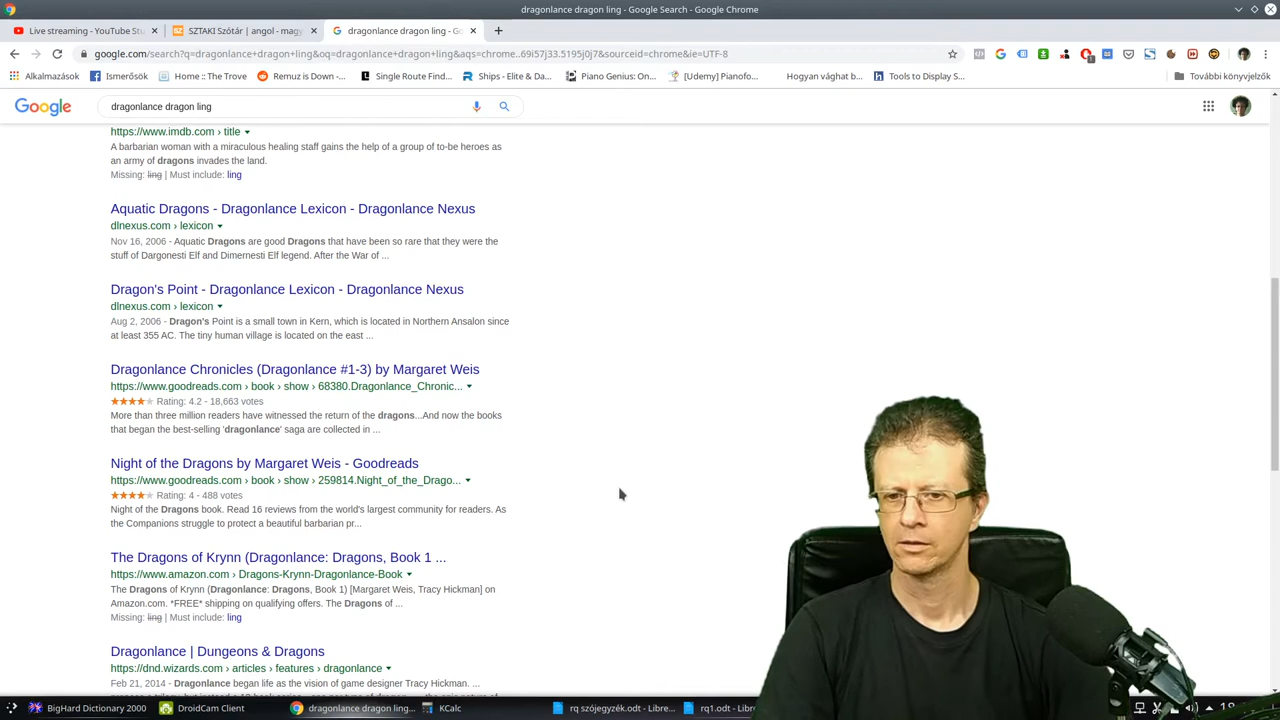 dragonlance dragon ling - Google Search - Google Chrome
Live streaming - YouTube Stu
SZTAKI Szótár | angol - magy
dragonlance dragon ling - Go
google.com/search?q=dragonlance+dragon+ling&oq=dragonlance+dragon+ling&aqs=chrome..69i57j33.5195j0j7&sourceid=chrome&ie=UTF-8
Alkalmazások
Ismerősök
Home :: The Trove
Remuz is Down -...
Single Route Find...
Ships - Elite & Da...
Piano Genius: On...
[Udemy] Pianofo...
Hogyan vághat b...
Tools to Display S...
További könyvjelzők
Google
dragonlance dragon ling
https://www.imdb.com › title
A barbarian woman with a miraculous healing staff gains the help of a group of to-be heroes as
an army of dragons invades the land.
Missing: ling | Must include: ling
Aquatic Dragons - Dragonlance Lexicon - Dragonlance Nexus
dlnexus.com › lexicon
Nov 16, 2006 - Aquatic Dragons are good Dragons that have been so rare that they were the
stuff of Dargonesti Elf and Dimernesti Elf legend. After the War of ...
Dragon's Point - Dragonlance Lexicon - Dragonlance Nexus
dlnexus.com › lexicon
Aug 2, 2006 - Dragon's Point is a small town in Kern, which is located in Northern Ansalon since
at least 355 AC. The tiny human village is located on the east ...
Dragonlance Chronicles (Dragonlance #1-3) by Margaret Weis
https://www.goodreads.com › book › show › 68380.Dragonlance_Chronic...
Rating: 4.2 - 18,663 votes
More than three million readers have witnessed the return of the dragons...And now the books
that began the best-selling 'dragonlance' saga are collected in ...
Night of the Dragons by Margaret Weis - Goodreads
https://www.goodreads.com › book › show › 259814.Night_of_the_Drago...
Rating: 4 - 488 votes
Night of the Dragons book. Read 16 reviews from the world's largest community for readers. As
the Companions struggle to protect a beautiful barbarian pr...
The Dragons of Krynn (Dragonlance: Dragons, Book 1 ...
https://www.amazon.com › Dragons-Krynn-Dragonlance-Book
The Dragons of Krynn (Dragonlance: Dragons, Book 1) [Margaret Weis, Tracy Hickman] on
Amazon.com. *FREE* shipping on qualifying offers. The Dragons of ...
Missing: ling | Must include: ling
Dragonlance | Dungeons & Dragons
https://dnd.wizards.com › articles › features › dragonlance
Feb 21, 2014 - Dragonlance began life as the vision of game designer Tracy Hickman. ...
BigHard Dictionary 2000
DroidCam Client
dragonlance dragon ling...
KCalc
rq szójegyzék.odt - Libre...
rq1.odt - Libre